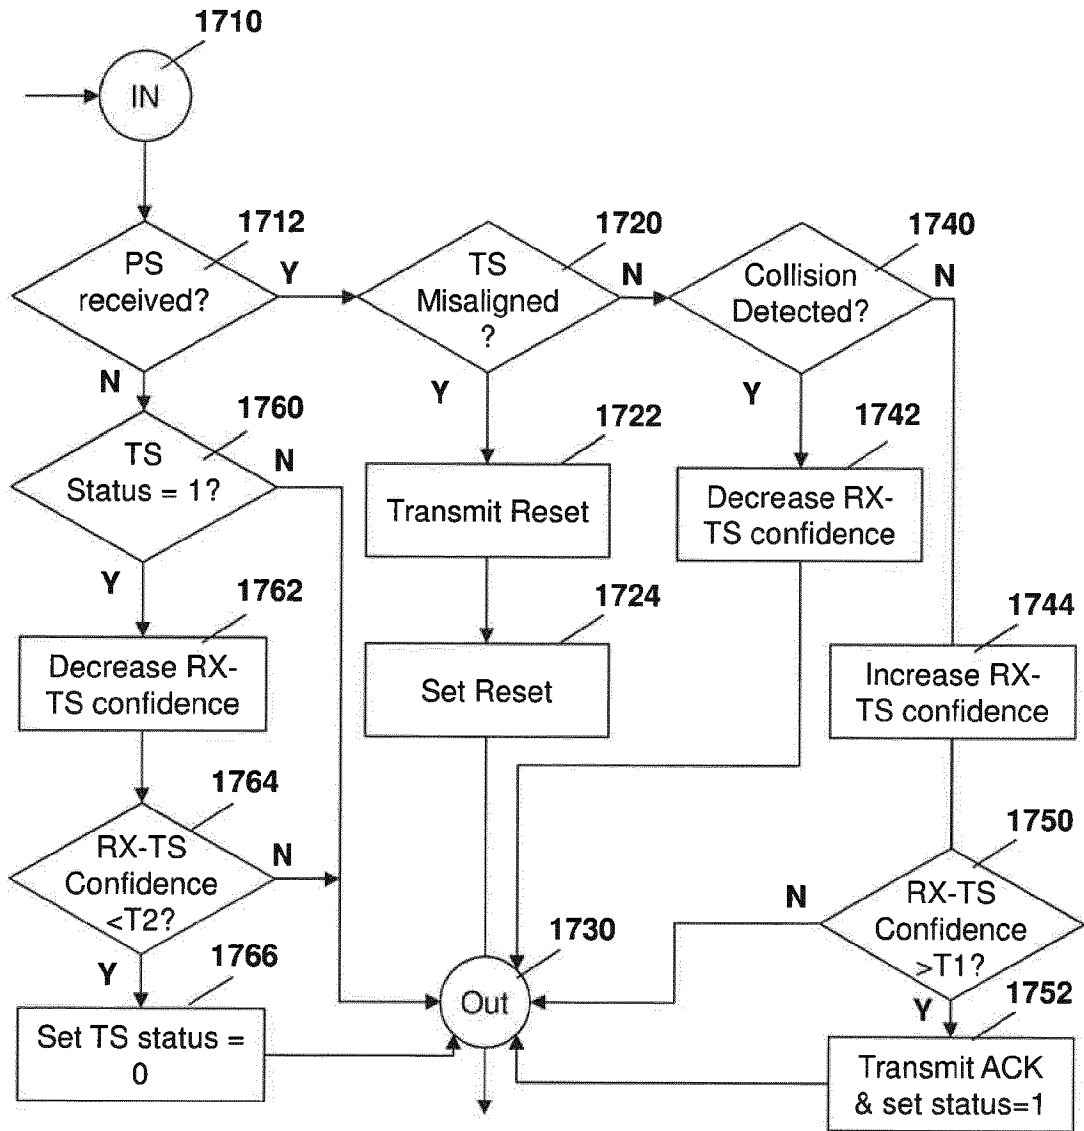 1710
IN
1712
PS
received?
Y
N
1720
TS
Misaligned
?
N
Y
1740
Collision
Detected?
N
Y
1760
TS
Status = 1?
N
Y
1722
Transmit Reset
1742
Decrease RX-
TS confidence
1762
Decrease RX-
TS confidence
1724
Set Reset
1744
Increase RX-
TS confidence
1764
RX-TS
Confidence
<T2?
N
Y
1750
RX-TS
Confidence
>T1?
N
Y
1766
Set TS status =
0
1730
Out
1752
Transmit ACK
& set status=1